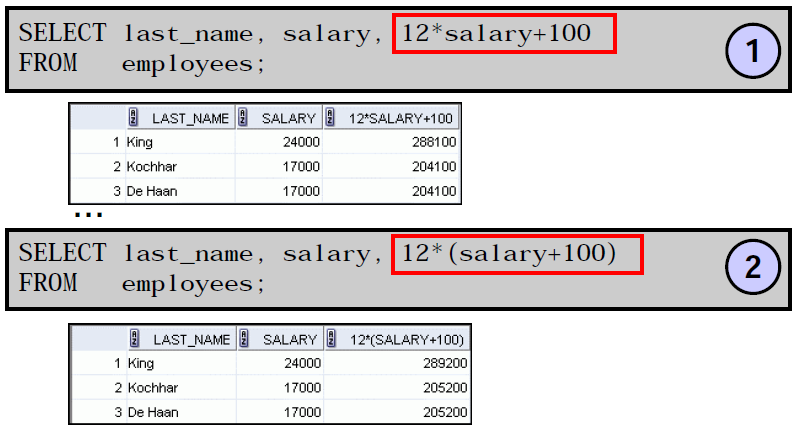 SELECT last_name, salary, 12*salary+100
FROM employees;
1
LAST_NAME SALARY 12*SALARY+100
1 King 24000 288100
2 Kochhar 17000 204100
3 De Haan 17000 204100
...
SELECT last_name, salary, 12*(salary+100)
FROM employees;
2
LAST_NAME SALARY 12*(SALARY+100)
1 King 24000 289200
2 Kochhar 17000 205200
3 De Haan 17000 205200